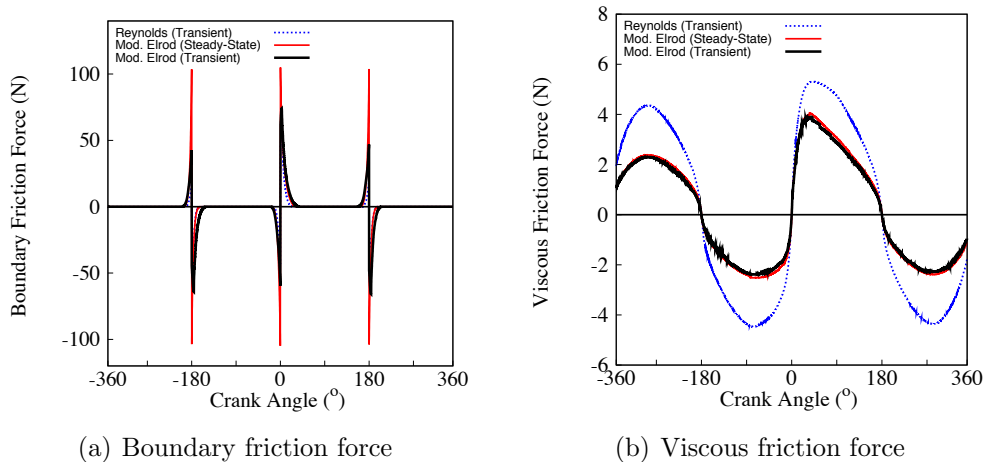 Reynolds (Transient)
Mod. Elrod (Steady-State)
Mod. Elrod (Transient)
100
50
0
-50
-100
Boundary Friction Force (N)
-360
-180
0
180
360
Crank Angle (°)
(a) Boundary friction force
Reynolds (Transient)
Mod. Elrod (Steady-State)
Mod. Elrod (Transient)
8
6
4
2
0
-2
-4
-6
Viscous Friction Force (N)
-360
-180
0
180
360
Crank Angle (°)
(b) Viscous friction force